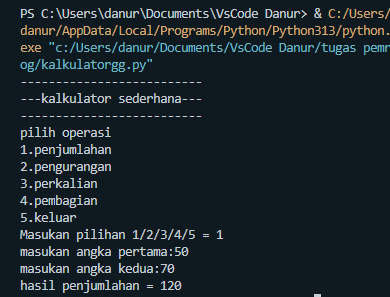 PS C:\Users\danur\Documents\VsCode Danur> & C:/Users/
danur/AppData/Local/Programs/Python/Python313/python.
exe "c:/Users/danur/Documents/VsCode Danur/tugas pemr
og/kalkulatorgg.py"
--------------------------
---kalkulator sederhana---
--------------------------
pilih operasi
1.penjumlahan
2.pengurangan
3.perkalian
4.pembagian
5.keluar
Masukan pilihan 1/2/3/4/5 = 1
masukan angka pertama:50
masukan angka kedua:70
hasil penjumlahan = 120